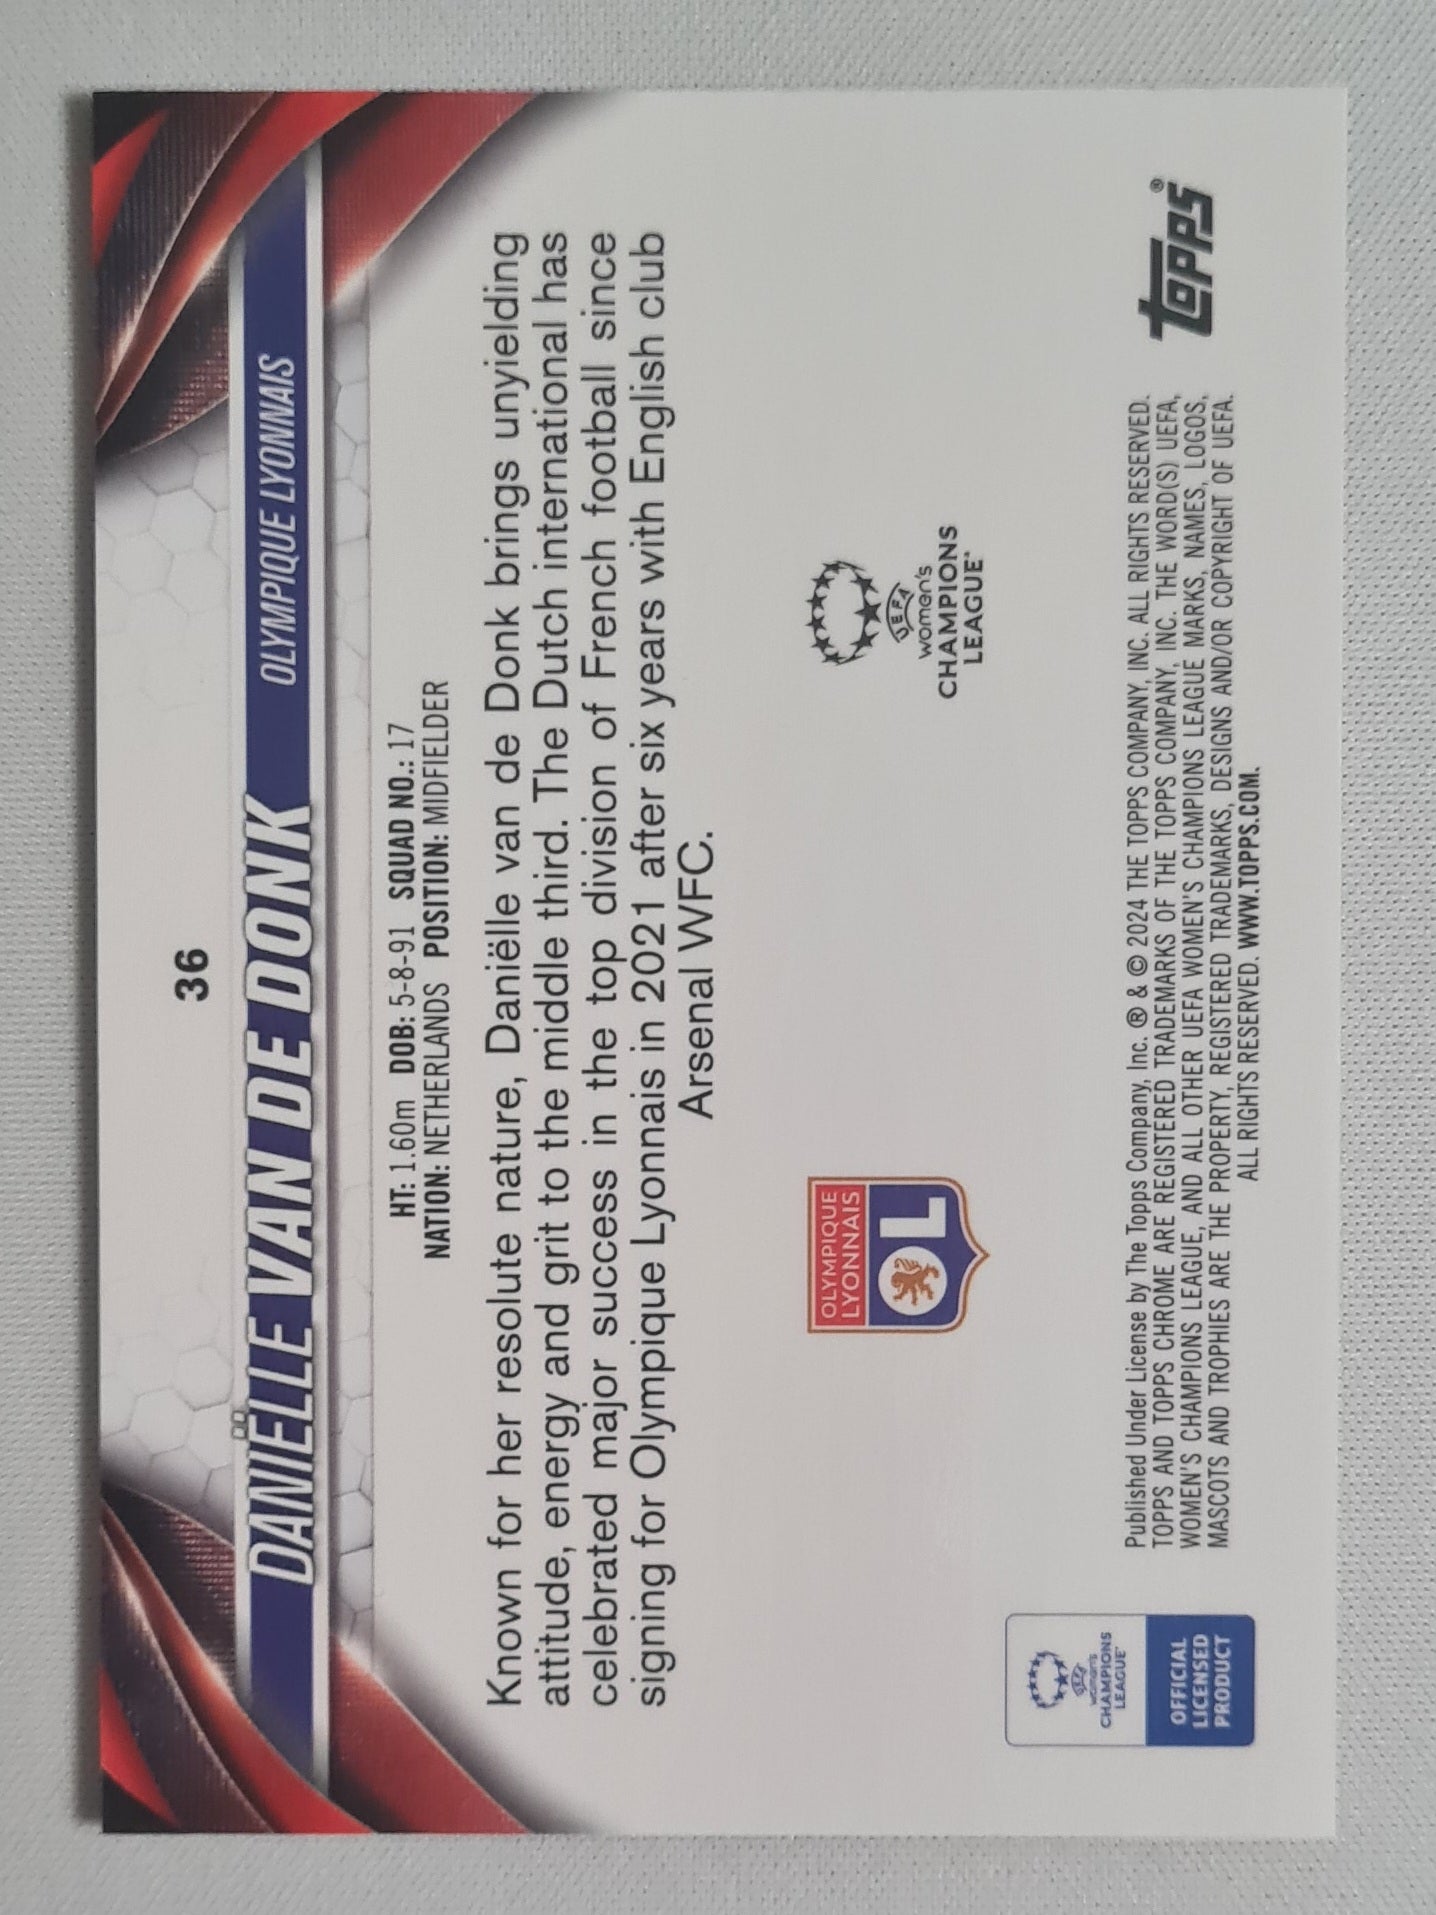 36
DANIËLLE VAN DE DONK OLYMPIQUE LYONNAIS
HT: 1.60m DOB: 5-8-91 SQUAD NO.: 17
NATION: NETHERLANDS POSITION: MIDFIELDER
Known for her resolute nature, Daniëlle van de Donk brings unyielding
attitude, energy and grit to the middle third. The Dutch international has
celebrated major success in the top division of French football since
signing for Olympique Lyonnais in 2021 after six years with English club
Arsenal WFC.
OLYMPIQUE
LYONNAIS
OL
UEFA
women's
CHAMPIONS
LEAGUE™
UEFA
women's
CHAMPIONS
LEAGUE™
OFFICIAL
LICENSED
PRODUCT
Published Under License by The Topps Company, Inc. ® & © 2024 THE TOPPS COMPANY, INC. ALL RIGHTS RESERVED.
TOPPS AND TOPPS CHROME ARE REGISTERED TRADEMARKS OF THE TOPPS COMPANY, INC. THE WORD(S) UEFA,
WOMEN'S CHAMPIONS LEAGUE, AND ALL OTHER UEFA WOMEN'S CHAMPIONS LEAGUE MARKS, NAMES, LOGOS,
MASCOTS AND TROPHIES ARE THE PROPERTY, REGISTERED TRADEMARKS, DESIGNS AND/OR COPYRIGHT OF UEFA.
ALL RIGHTS RESERVED. WWW.TOPPS.COM.
topps®